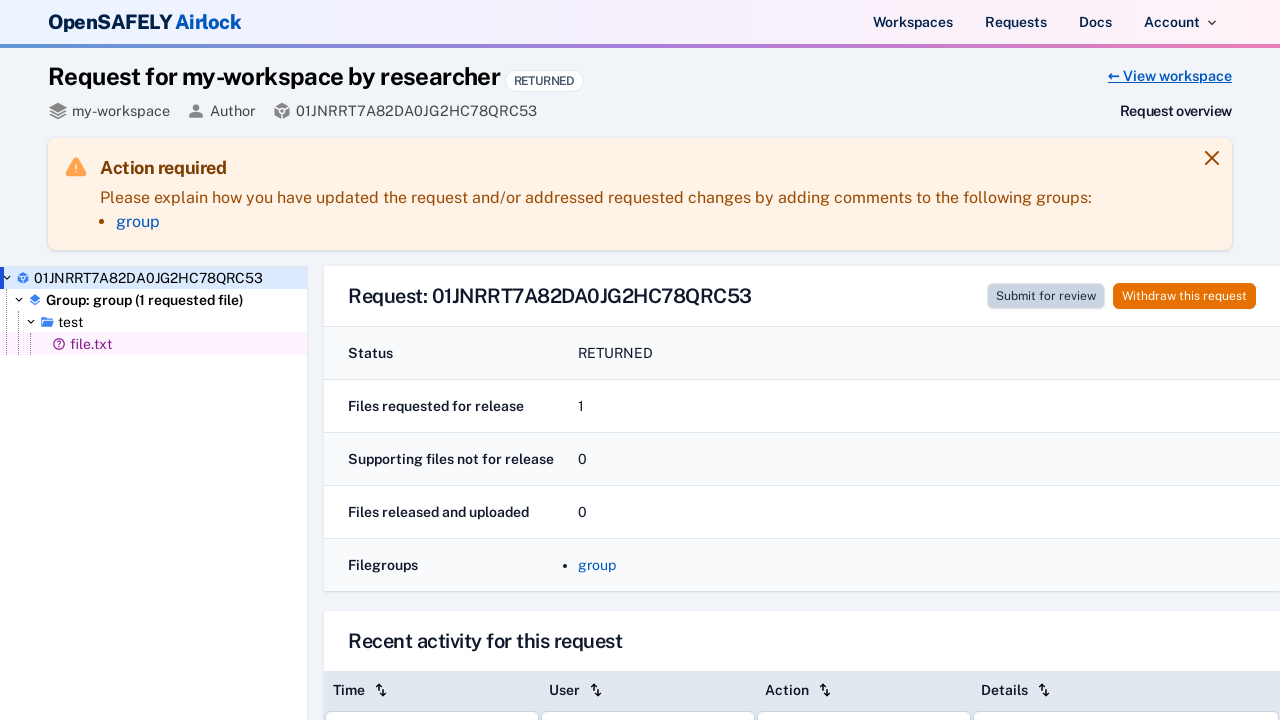 OpenSAFELY Airlock
Workspaces
Requests
Docs
Account
Request for my-workspace by researcher RETURNED
← View workspace
my-workspace
Author
01JNRRT7A82DA0JG2HC78QRC53
Request overview
Action required
Please explain how you have updated the request and/or addressed requested changes by adding comments to the following groups:
group
01JNRRT7A82DA0JG2HC78QRC53
Group: group (1 requested file)
test
file.txt
Request: 01JNRRT7A82DA0JG2HC78QRC53
Submit for review
Withdraw this request
Status RETURNED
Files requested for release 1
Supporting files not for release 0
Files released and uploaded 0
Filegroups group
Recent activity for this request
Time User Action Details